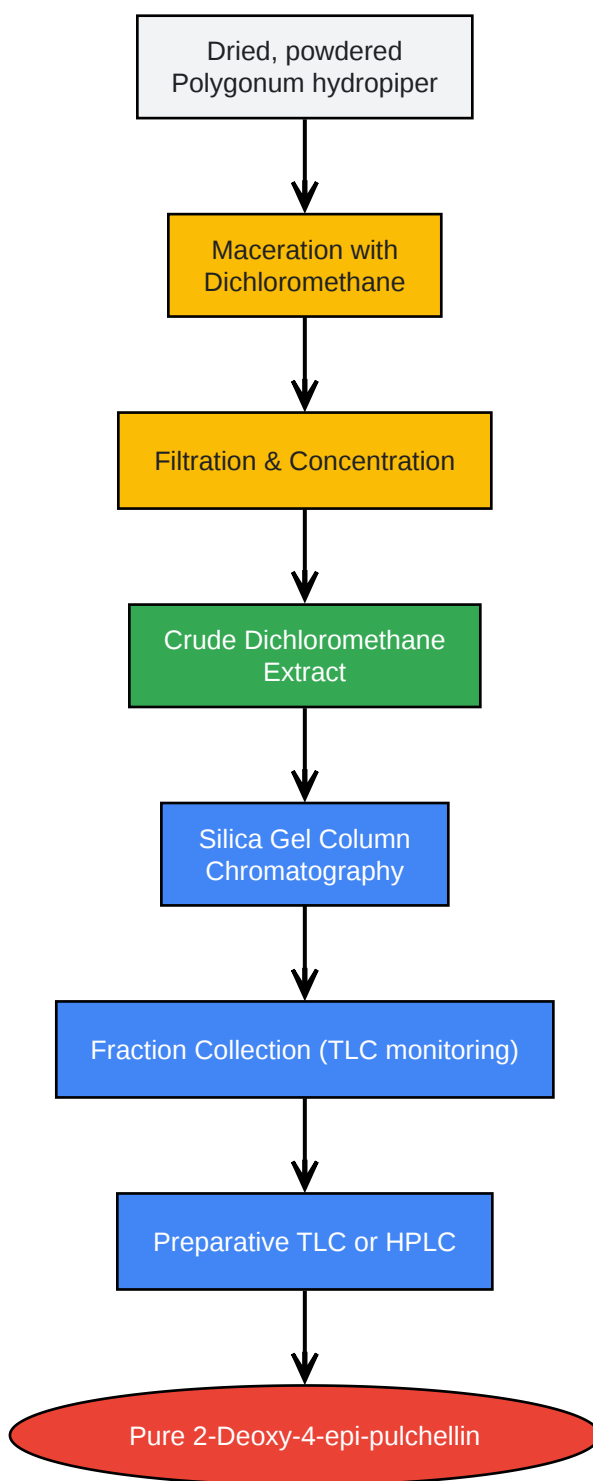 Dried, powdered
Polygonum hydropiper
Maceration with
Dichloromethane
Filtration & Concentration
Crude Dichloromethane
Extract
Silica Gel Column
Chromatography
Fraction Collection (TLC monitoring)
Preparative TLC or HPLC
Pure 2-Deoxy-4-epi-pulchellin